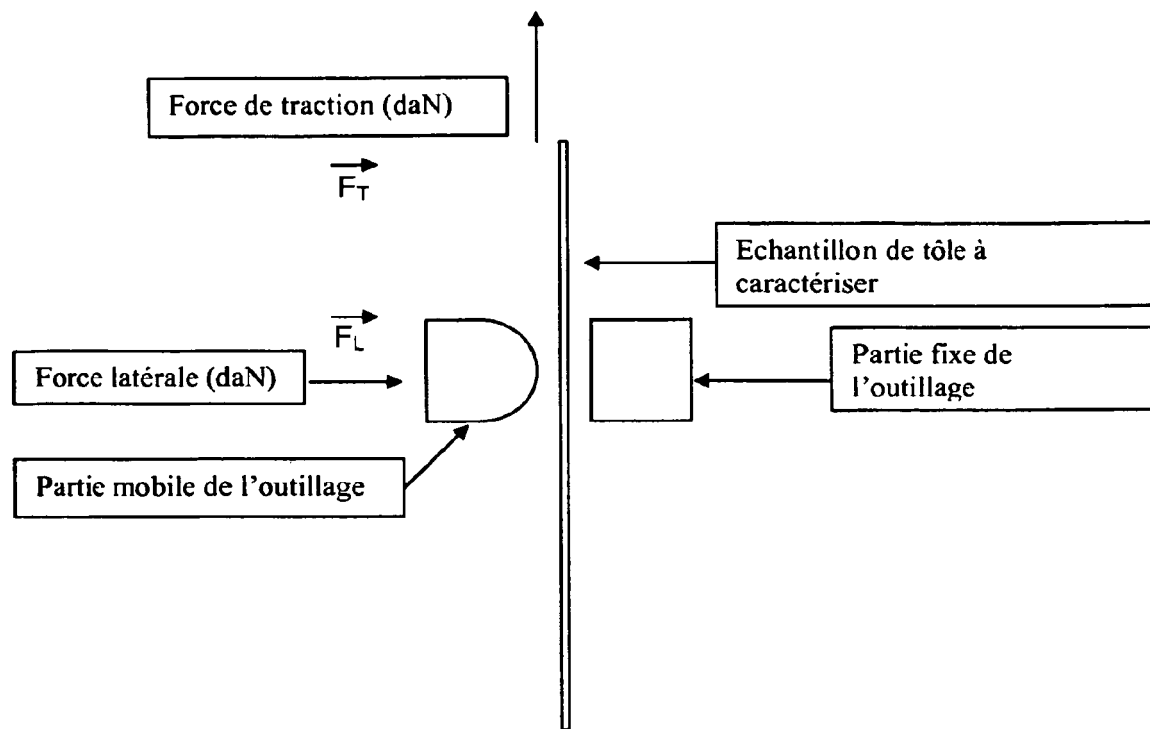 Force de traction (daN)
F_T
Echantillon de tôle à
caractériser
F_L
Force latérale (daN)
Partie fixe de
l'outillage
Partie mobile de l'outillage